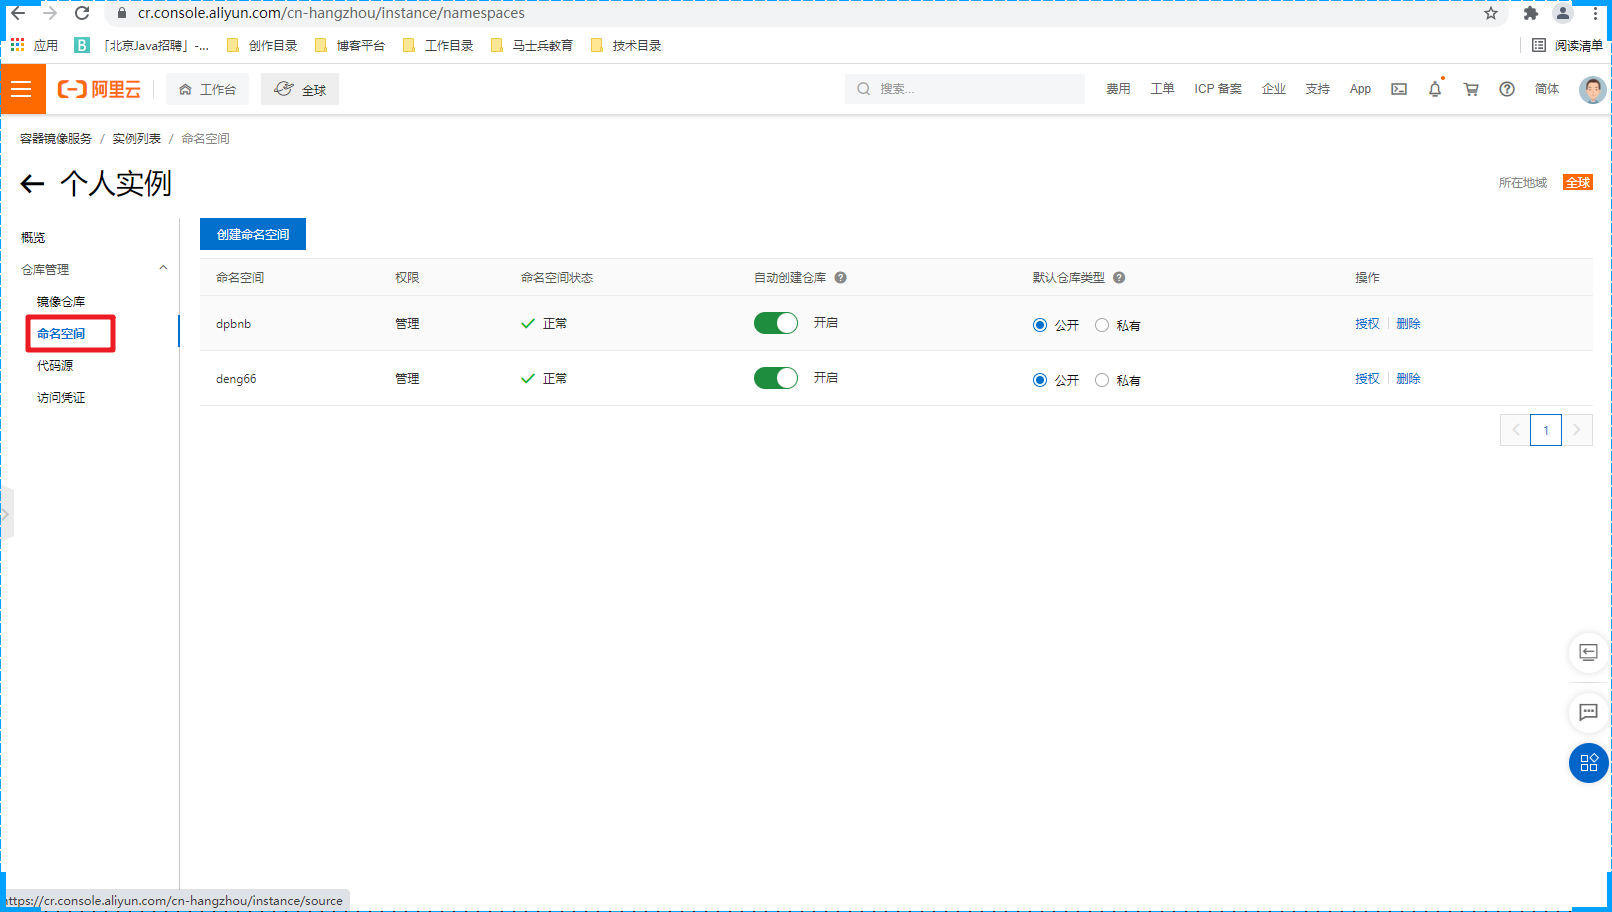 cr.console.aliyun.com/cn-hangzhou/instance/namespaces
应用 B 「北京Java招聘」-... 创作目录 博客平台 工作目录 马士兵教育 技术目录 阅读清单
阿里云 工作台 全球 搜索... 费用 工单 ICP 备案 企业 支持 App 简体
容器镜像服务 / 实例列表 / 命名空间
个人实例 所在地域 全球
概览
仓库管理
镜像仓库
命名空间
代码源
访问凭证
创建命名空间
命名空间 权限 命名空间状态 自动创建仓库 默认仓库类型 操作
dpbnb 管理 正常 开启 公开 私有 授权 删除
deng66 管理 正常 开启 公开 私有 授权 删除
1
https://cr.console.aliyun.com/cn-hangzhou/instance/source